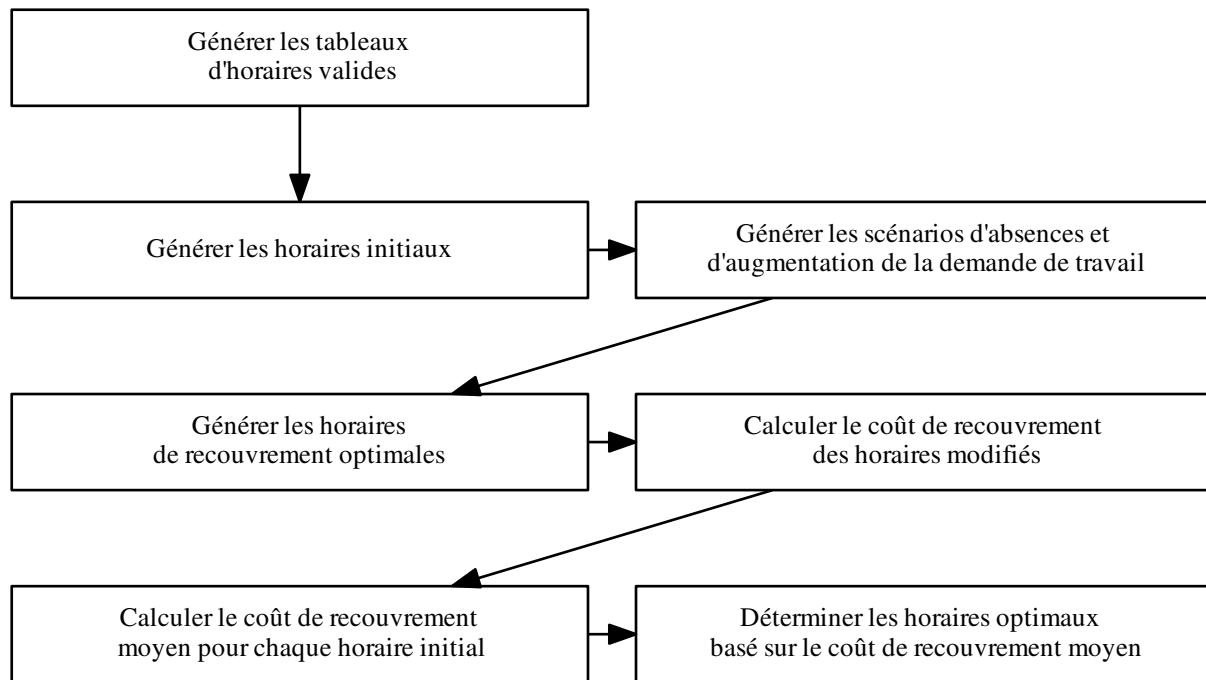 Générer les tableaux
d'horaires valides
Générer les horaires initiaux
Générer les scénarios d'absences et
d'augmentation de la demande de travail
Générer les horaires
de recouvrement optimales
Calculer le coût de recouvrement
des horaires modifiés
Calculer le coût de recouvrement
moyen pour chaque horaire initial
Déterminer les horaires optimaux
basé sur le coût de recouvrement moyen